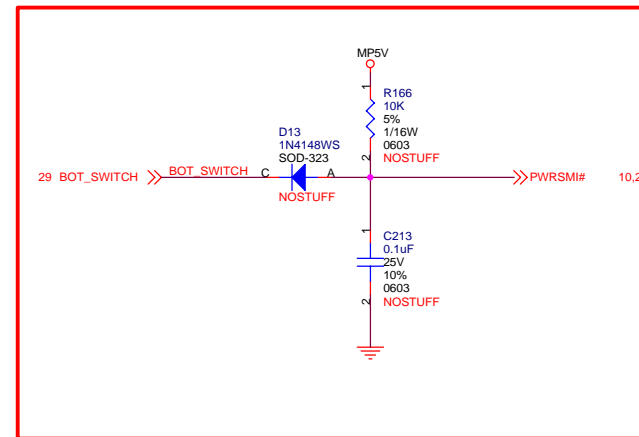 MP5V
1
R166
10K
5%
1/16W
0603
2
NOSTUFF
D13
1N4148WS
SOD-323
29 BOT_SWITCH
BOT_SWITCH
C
A
NOSTUFF
PWRSMI#
10,2
1
C213
0.1uF
25V
10%
0603
2
NOSTUFF